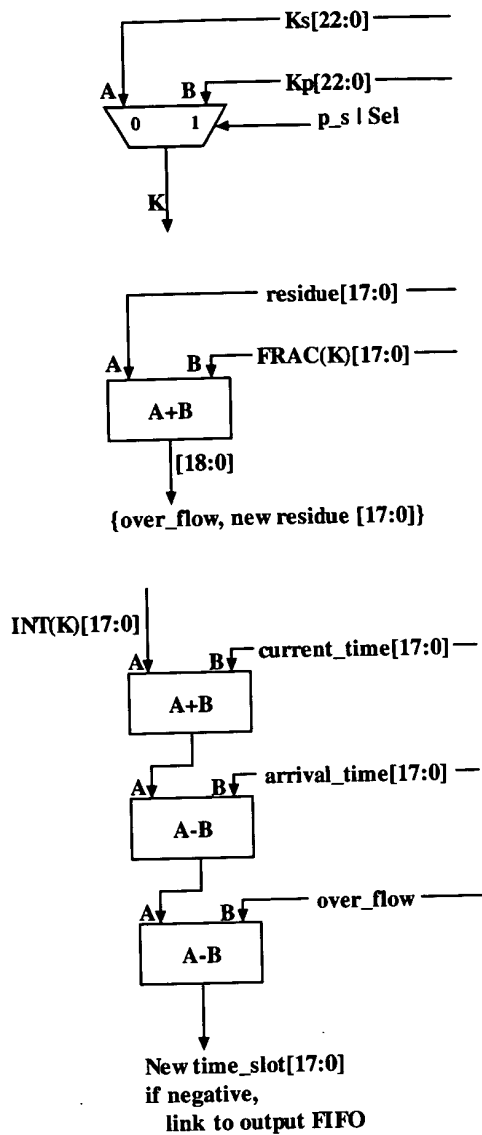 Ks[22:0]
A B Kp[22:0]
0 1 p_s | Sel
K
residue[17:0]
A B FRAC(K)[17:0]
A+B
[18:0]
{over_flow, new residue [17:0]}
INT(K)[17:0]
A B current_time[17:0]
A+B
A B arrival_time[17:0]
A-B
A B over_flow
A-B
New time_slot[17:0]
if negative,
link to output FIFO